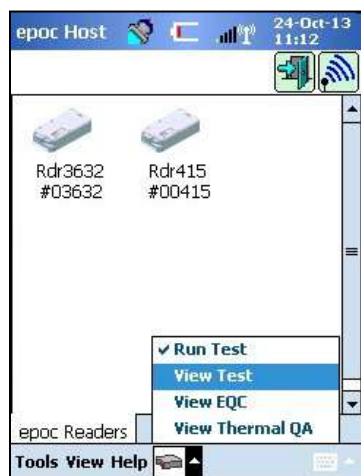 epoc Host
24-Oct-13
11:12
Rdr3632
#03632
Rdr415
#00415
✓ Run Test
View Test
View EQC
View Thermal QA
epoc Readers
Tools View Help